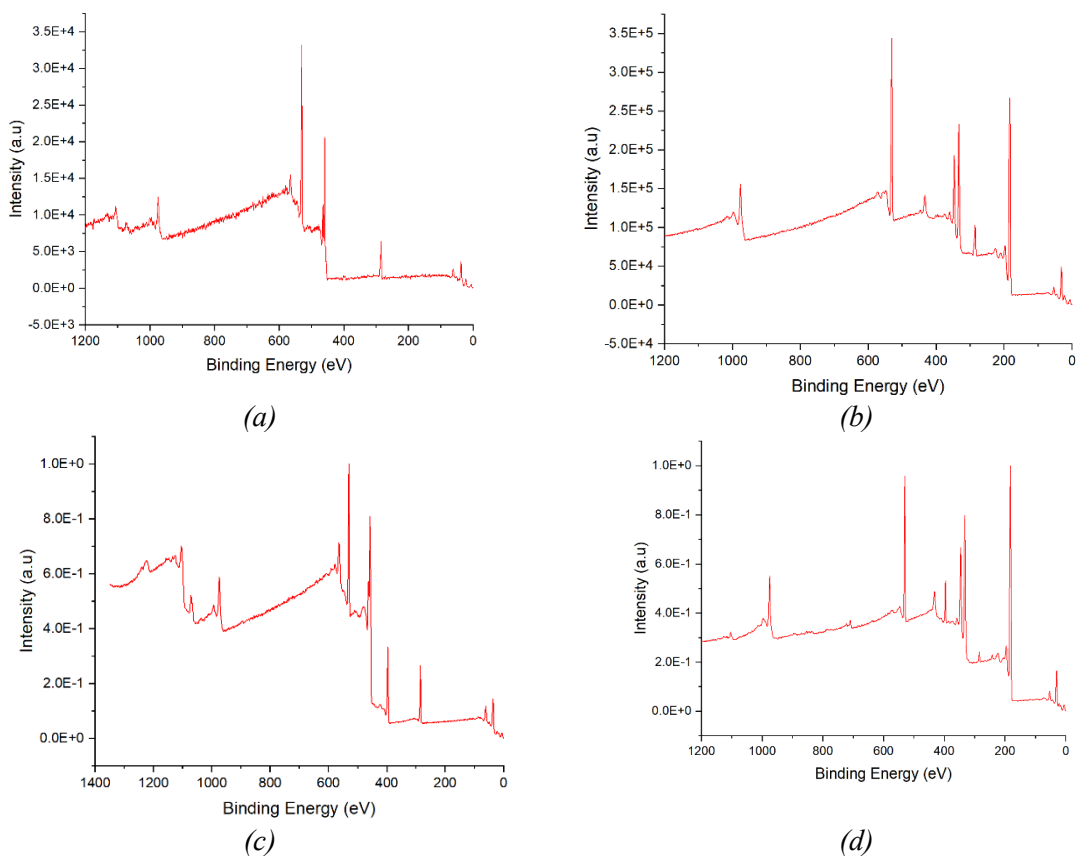 3.5E+4
3.0E+4
2.5E+4
2.0E+4
1.5E+4
1.0E+4
5.0E+3
0.0E+0
-5.0E+3
Intensity (a.u)
1200 1000 800 600 400 200 0
Binding Energy (eV)
(a)
3.5E+5
3.0E+5
2.5E+5
2.0E+5
1.5E+5
1.0E+5
5.0E+4
0.0E+0
-5.0E+4
Intensity (a.u)
1200 1000 800 600 400 200 0
Binding Energy (eV)
(b)
1.0E+0
8.0E-1
6.0E-1
4.0E-1
2.0E-1
0.0E+0
Intensity (a.u)
1400 1200 1000 800 600 400 200 0
Binding Energy (eV)
(c)
1.0E+0
8.0E-1
6.0E-1
4.0E-1
2.0E-1
0.0E+0
Intensity (a.u)
1200 1000 800 600 400 200 0
Binding Energy (eV)
(d)